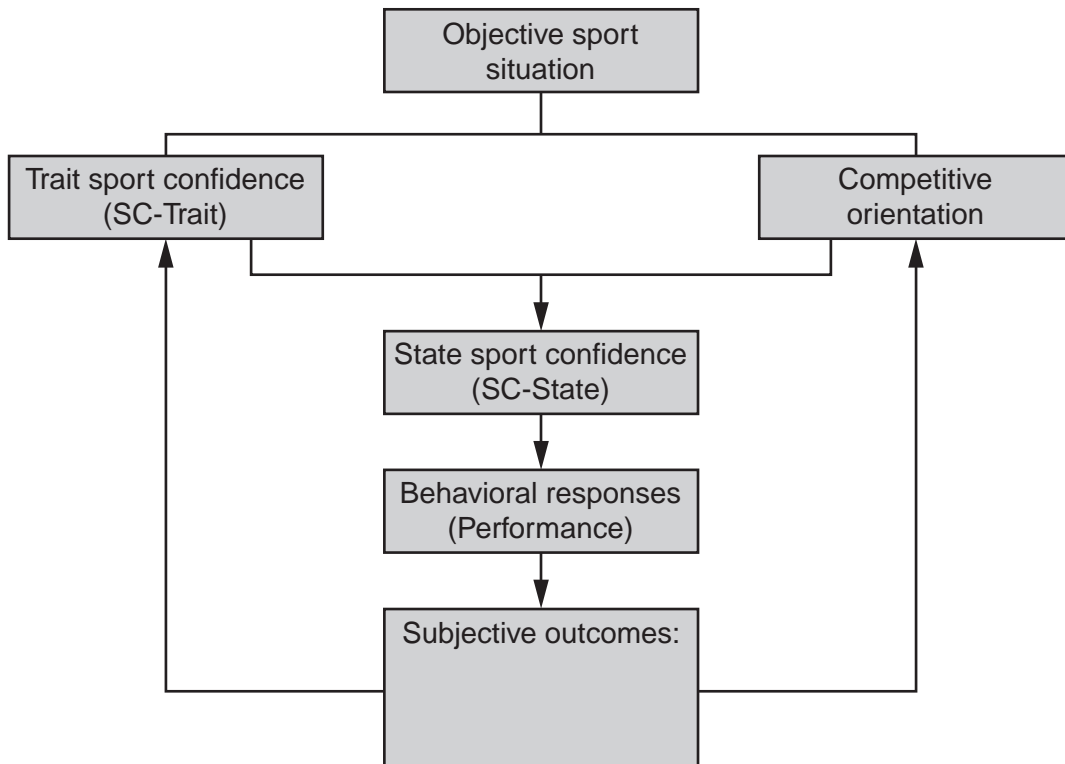 Objective sport
situation
Trait sport confidence
(SC-Trait)
Competitive
orientation
State sport confidence
(SC-State)
Behavioral responses
(Performance)
Subjective outcomes: